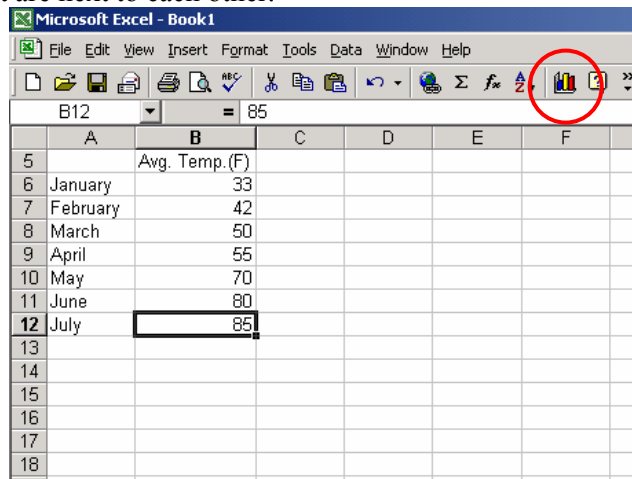 are next to each other.
Microsoft Excel - Book1
File Edit View Insert Format Tools Data Window Help
ABC Σ fx A Z ? »
B12 = 85
A B C D E F
5 Avg. Temp.(F)
6 January 33
7 February 42
8 March 50
9 April 55
10 May 70
11 June 80
12 July 85
13
14
15
16
17
18